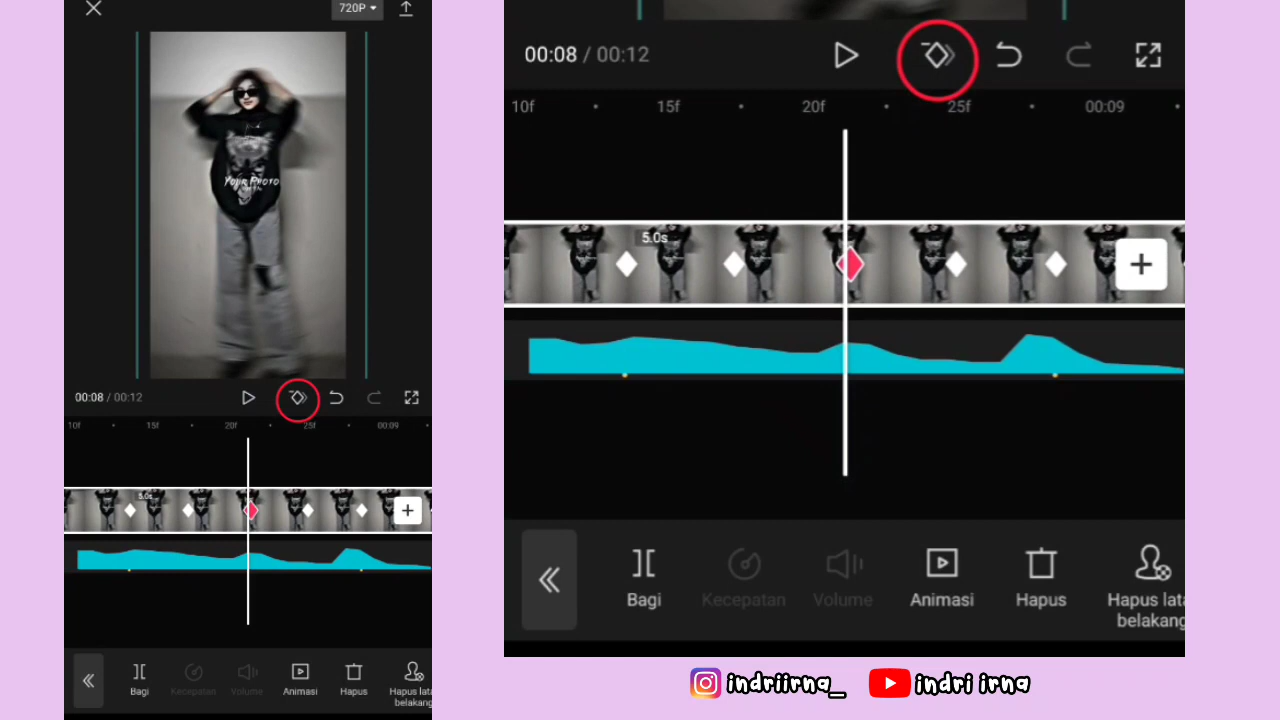 720P
YOUR PHOTO
00:08 / 00:12
10f
15f
20f
25f
00:09
5.0s
Bagi
Kecepatan
Volume
Animasi
Hapus
Hapus lata
belakang
00:08 / 00:12
10f
15f
20f
25f
00:09
5.0s
Bagi
Kecepatan
Volume
Animasi
Hapus
Hapus lata
belakang
indriirna_
indri irna